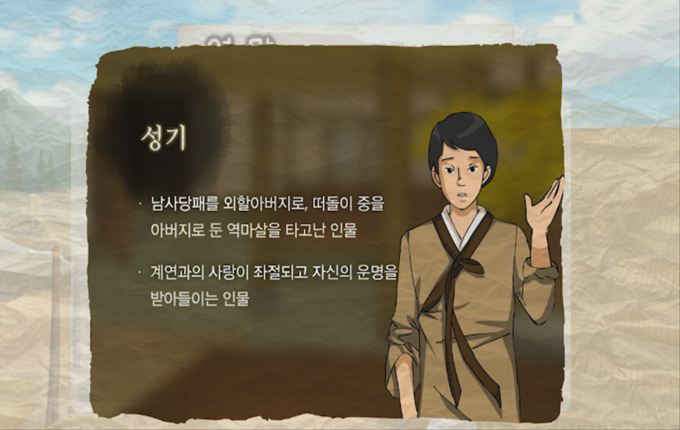 성기
· 남사당패를 외할아버지로, 떠돌이 중을
아버지로 둔 역마살을 타고난 인물
· 계연과의 사랑이 좌절되고 자신의 운명을
받아들이는 인물